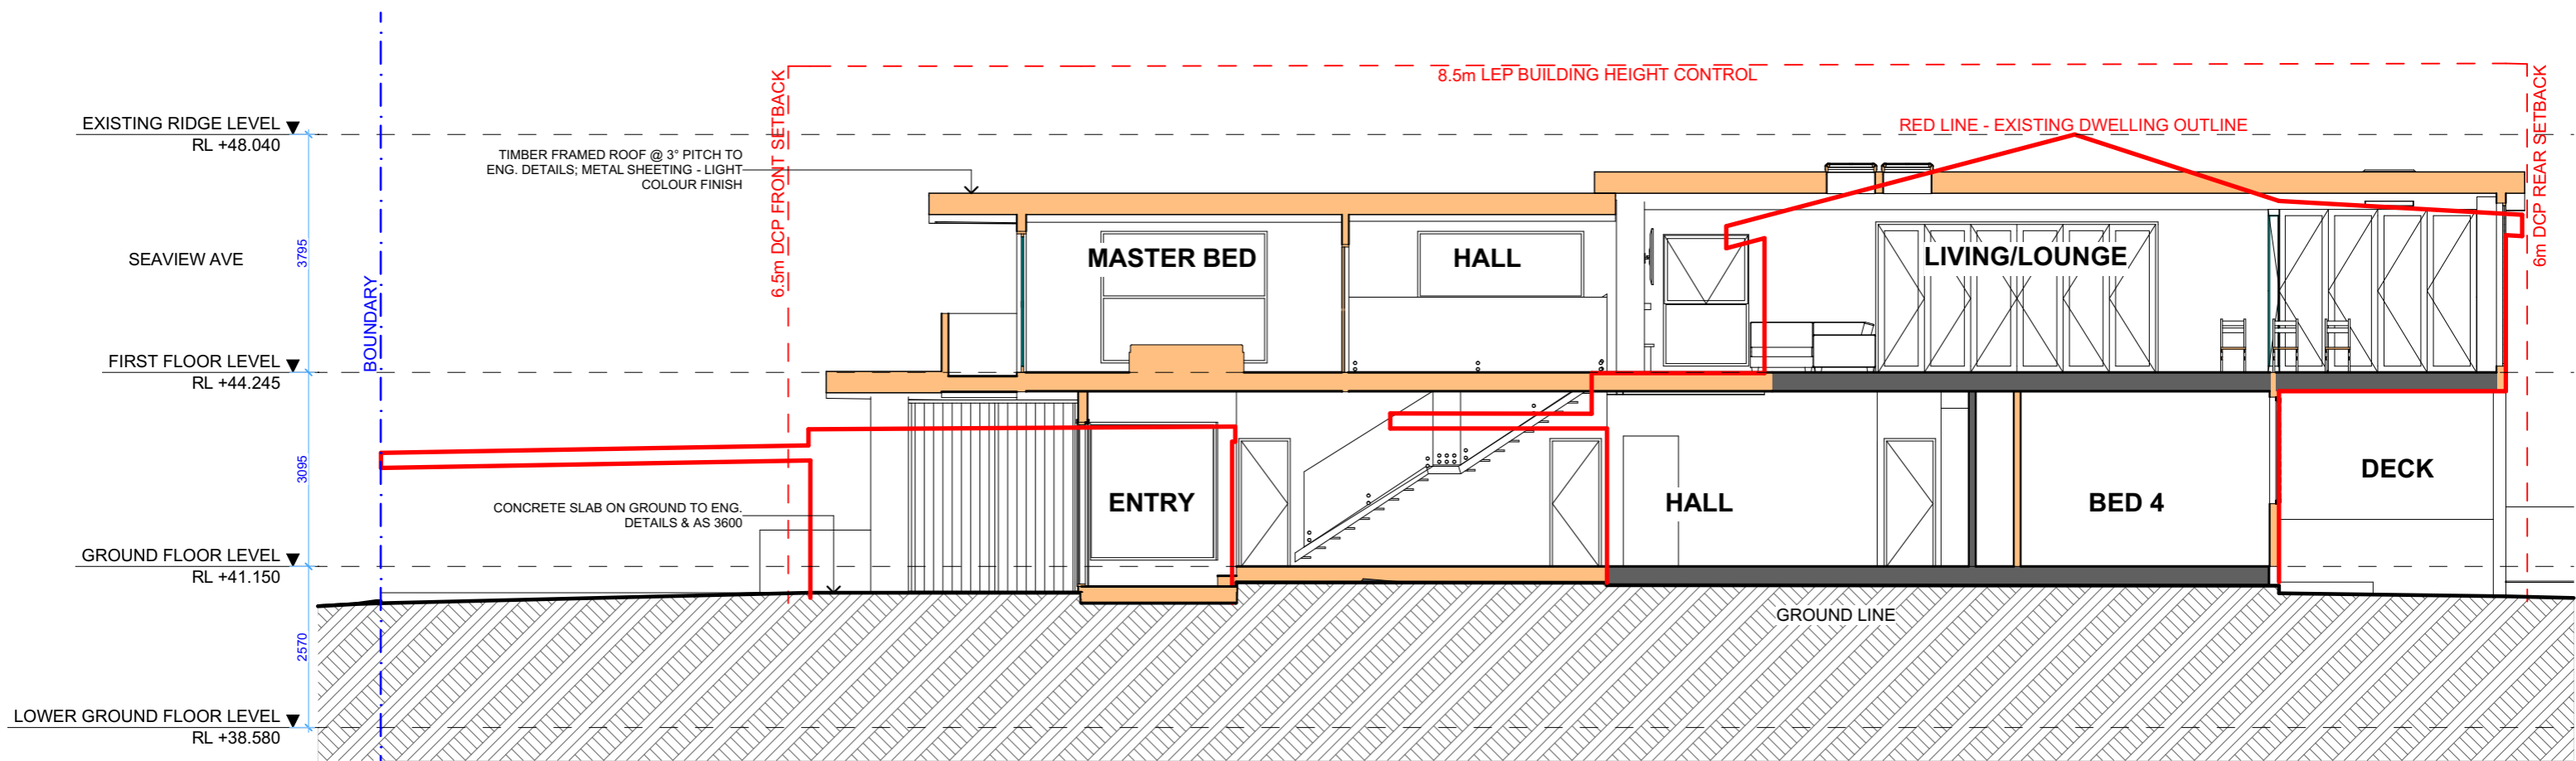 8.5m LEP BUILDING HEIGHT CONTROL
EXISTING RIDGE LEVEL
RL +48.040
RED LINE - EXISTING DWELLING OUTLINE
TIMBER FRAMED ROOF @ 3° PITCH TO
ENG. DETAILS; METAL SHEETING - LIGHT
COLOUR FINISH
6.5m DCP FRONT SETBACK
6m DCP REAR SETBACK
SEAVIEW AVE
3795
BOUNDARY
MASTER BED
HALL
LIVING/LOUNGE
FIRST FLOOR LEVEL
RL +44.245
3095
CONCRETE SLAB ON GROUND TO ENG.
DETAILS & AS 3600
ENTRY
HALL
BED 4
DECK
GROUND FLOOR LEVEL
RL +41.150
GROUND LINE
2570
LOWER GROUND FLOOR LEVEL
RL +38.580